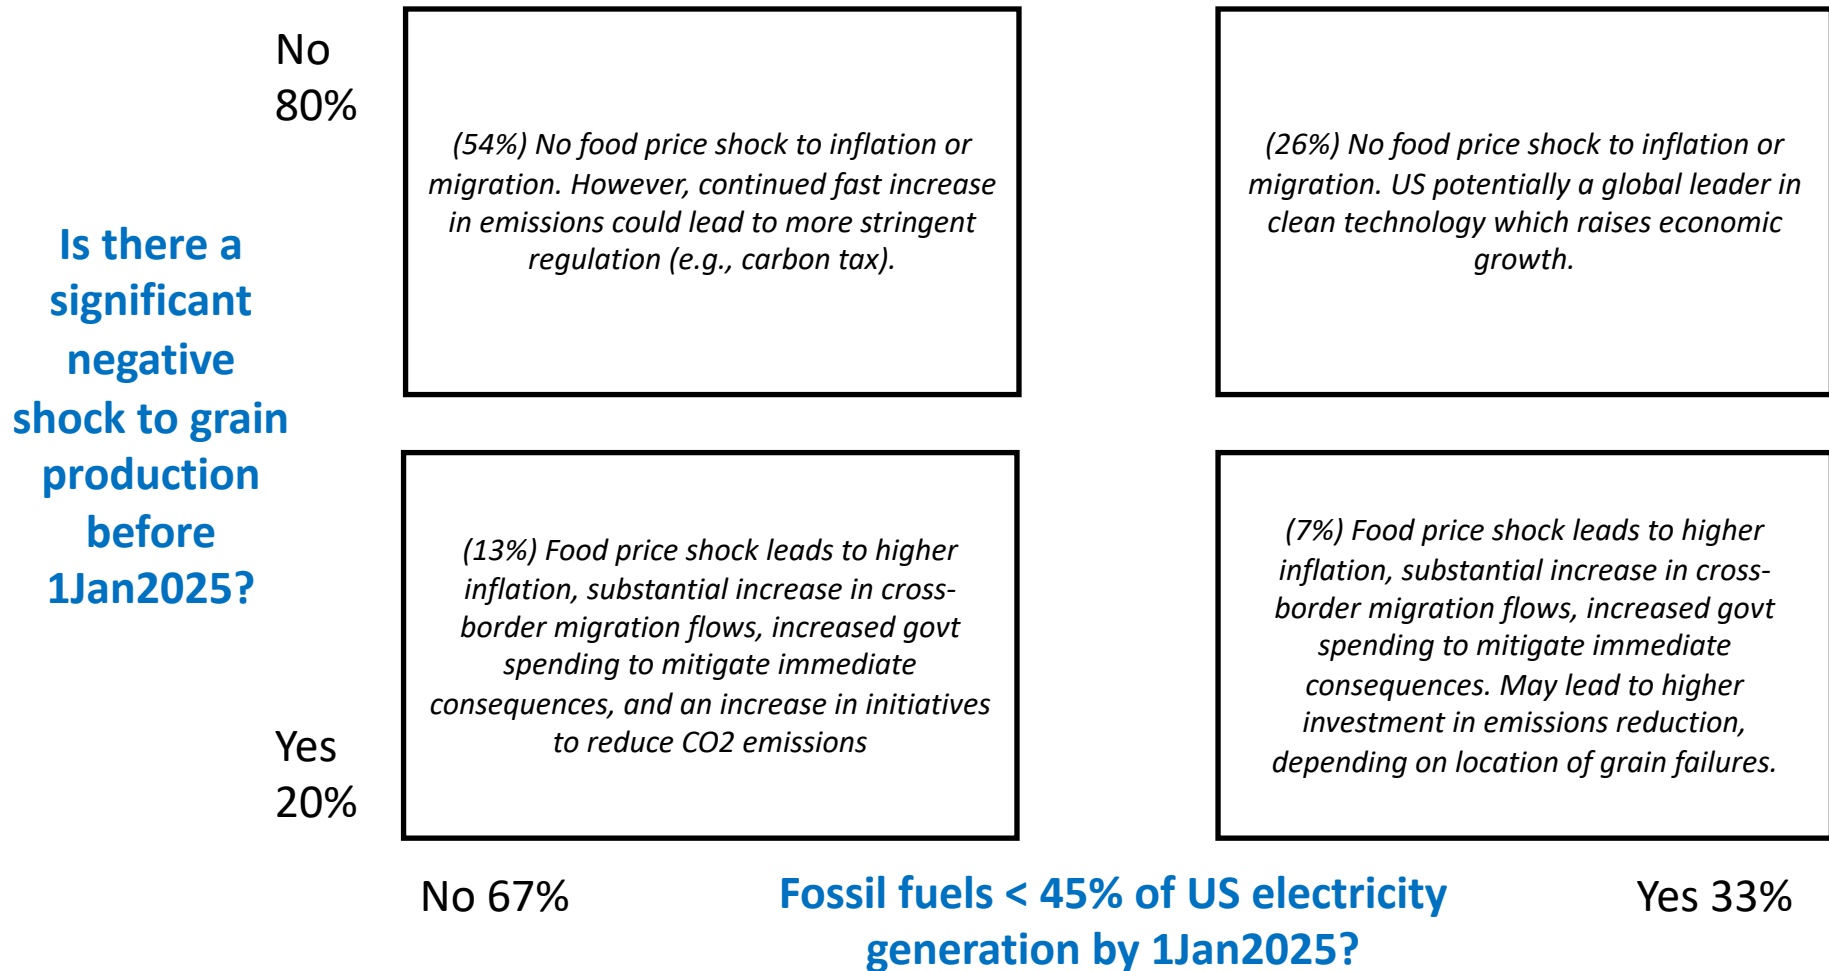 No
80%
Is there a
significant
negative
shock to grain
production
before
1Jan2025?
(54%) No food price shock to inflation or
migration. However, continued fast increase
in emissions could lead to more stringent
regulation (e.g., carbon tax).
(26%) No food price shock to inflation or
migration. US potentially a global leader in
clean technology which raises economic
growth.
(13%) Food price shock leads to higher
inflation, substantial increase in cross-
border migration flows, increased govt
spending to mitigate immediate
consequences, and an increase in initiatives
to reduce CO2 emissions
(7%) Food price shock leads to higher
inflation, substantial increase in cross-
border migration flows, increased govt
spending to mitigate immediate
consequences. May lead to higher
investment in emissions reduction,
depending on location of grain failures.
Yes
20%
No 67%
Fossil fuels < 45% of US electricity
generation by 1Jan2025?
Yes 33%